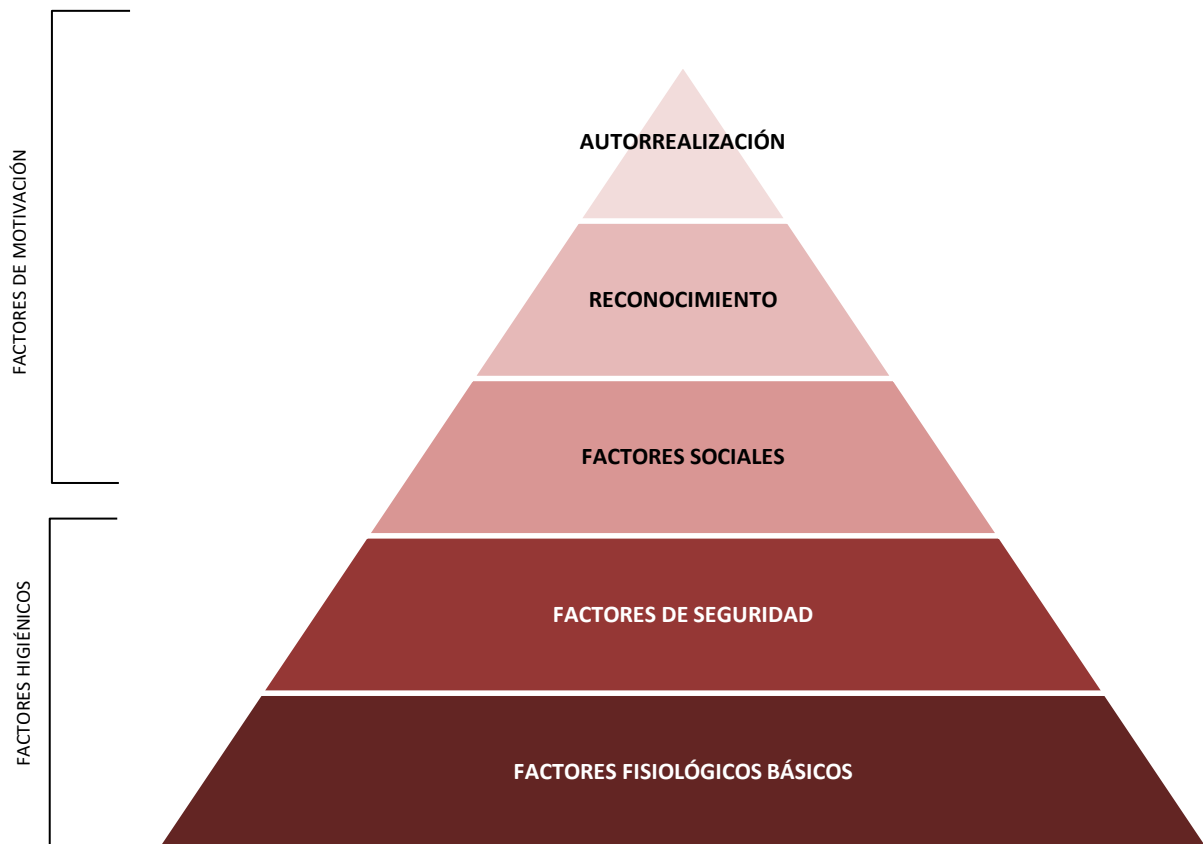 FACTORES DE MOTIVACIÓN
AUTORREALIZACIÓN
RECONOCIMIENTO
FACTORES SOCIALES
FACTORES HIGIÉNICOS
FACTORES DE SEGURIDAD
FACTORES FISIOLÓGICOS BÁSICOS